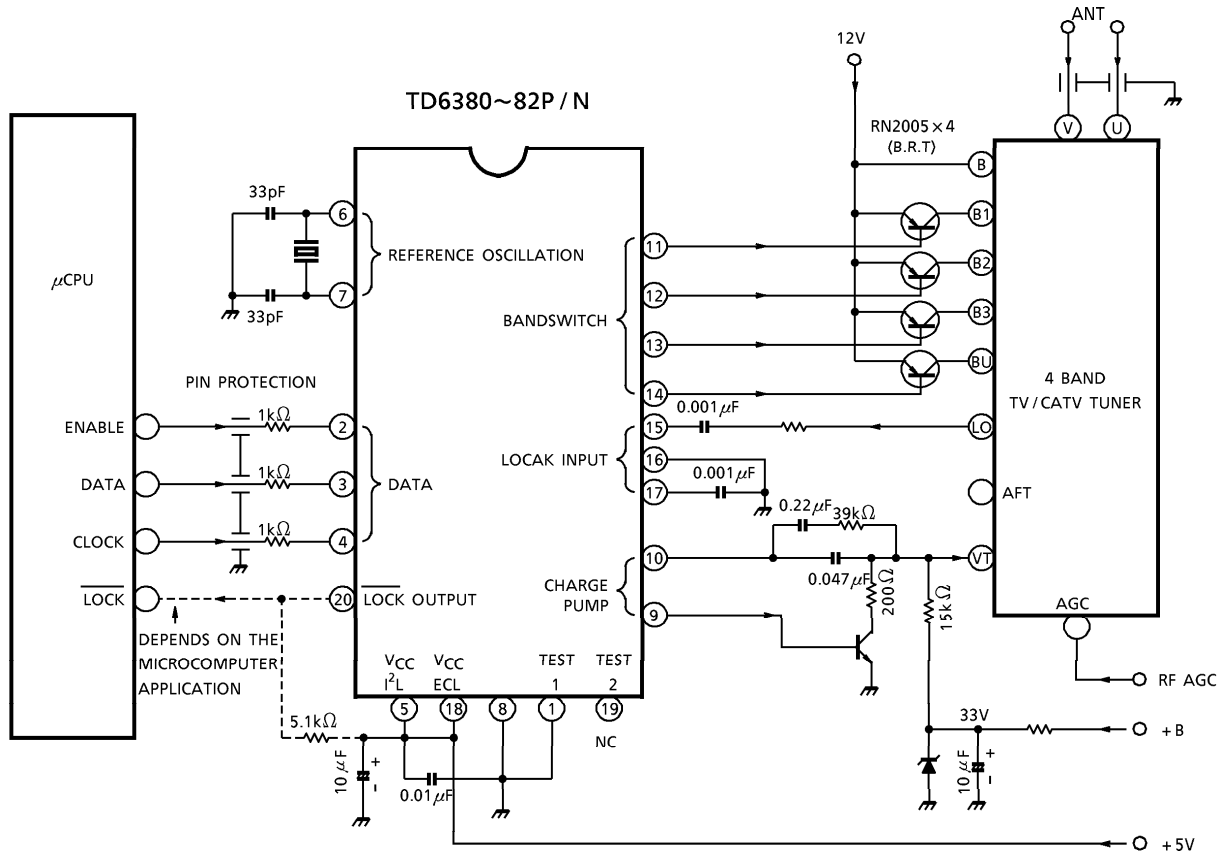 ANT
12V
TD6380~82P/N
RN2005×4
(B.R.T)
V
U
B
33pF
6
B1
11
REFERENCE OSCILLATION
B2
μCPU
12
7
33pF
BANDSWITCH
B3
13
BU
PIN PROTECTION
4 BAND
TV/CATV TUNER
14
0.001μF
1kΩ
ENABLE
2
15
LO
LOCAK INPUT
16
0.001μF
1kΩ
DATA
3
DATA
17
AFT
0.22μF
39kΩ
1kΩ
CLOCK
4
10
VT
0.047μF
CHARGE
PUMP
200Ω
15kΩ
LOCK
20
LOCK OUTPUT
9
AGC
DEPENDS ON THE
MICROCOMPUTER
APPLICATION
VCC
I2L
VCC
ECL
TEST
1
TEST
2
RF AGC
5
18
8
1
19
NC
5.1kΩ
33V
+B
10μF
+
-
0.01μF
10μF
+
-
+5V